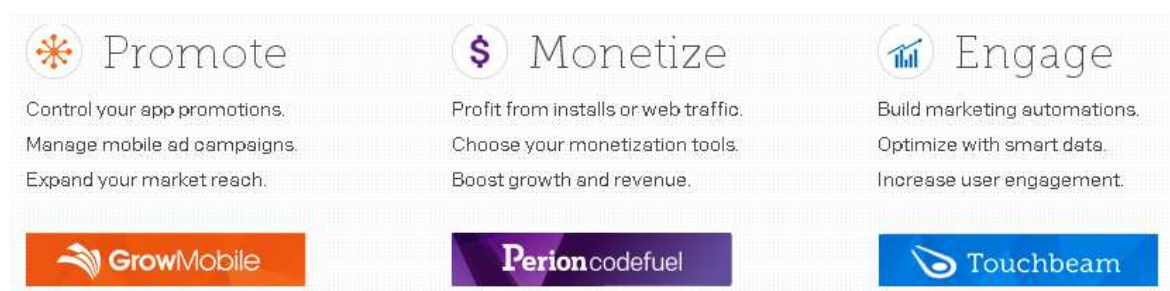 Promote
Control your app promotions.
Manage mobile ad campaigns.
Expand your market reach.
GrowMobile
$ Monetize
Profit from installs or web traffic.
Choose your monetization tools.
Boost growth and revenue.
Perion codefuel
Engage
Build marketing automations.
Optimize with smart data.
Increase user engagement.
Touchbeam